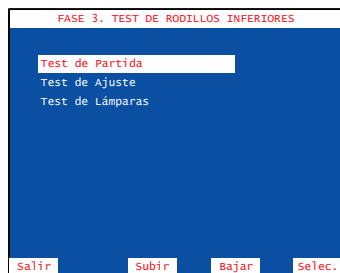 FASE 3. TEST DE RODILLOS INFERIORES
Test de Partida
Test de Ajuste
Test de Lámparas
Salir Subir Bajar Selec.